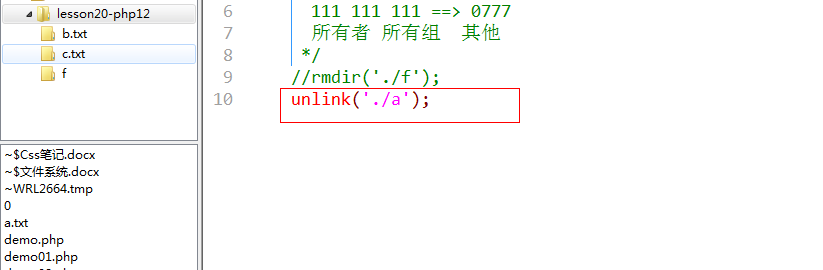 lesson20-php12
b.txt
c.txt
f
~$Css笔记.docx
~$文件系统.docx
~WRL2664.tmp
0
a.txt
demo.php
demo01.php
6 111 111 111 ==> 0777
7 所有者 所有组 其他
8 */
9 //rmdir('./f');
10 unlink('./a');